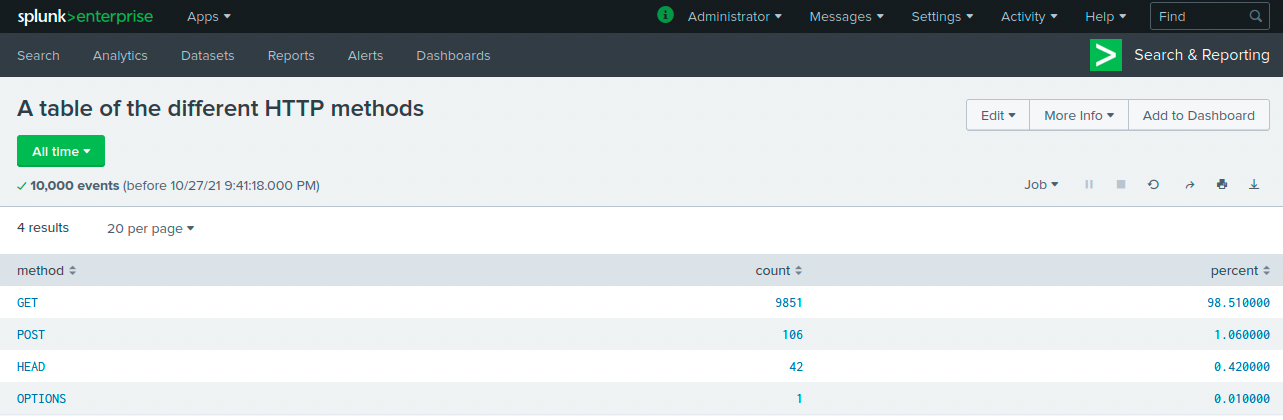 splunk>enterprise Apps i Administrator Messages Settings Activity Help Find
Search Analytics Datasets Reports Alerts Dashboards > Search & Reporting
A table of the different HTTP methods
Edit More Info Add to Dashboard
All time
10,000 events (before 10/27/21 9:41:18.000 PM) Job
4 results 20 per page
method count percent
GET 9851 98.510000
POST 106 1.060000
HEAD 42 0.420000
OPTIONS 1 0.010000